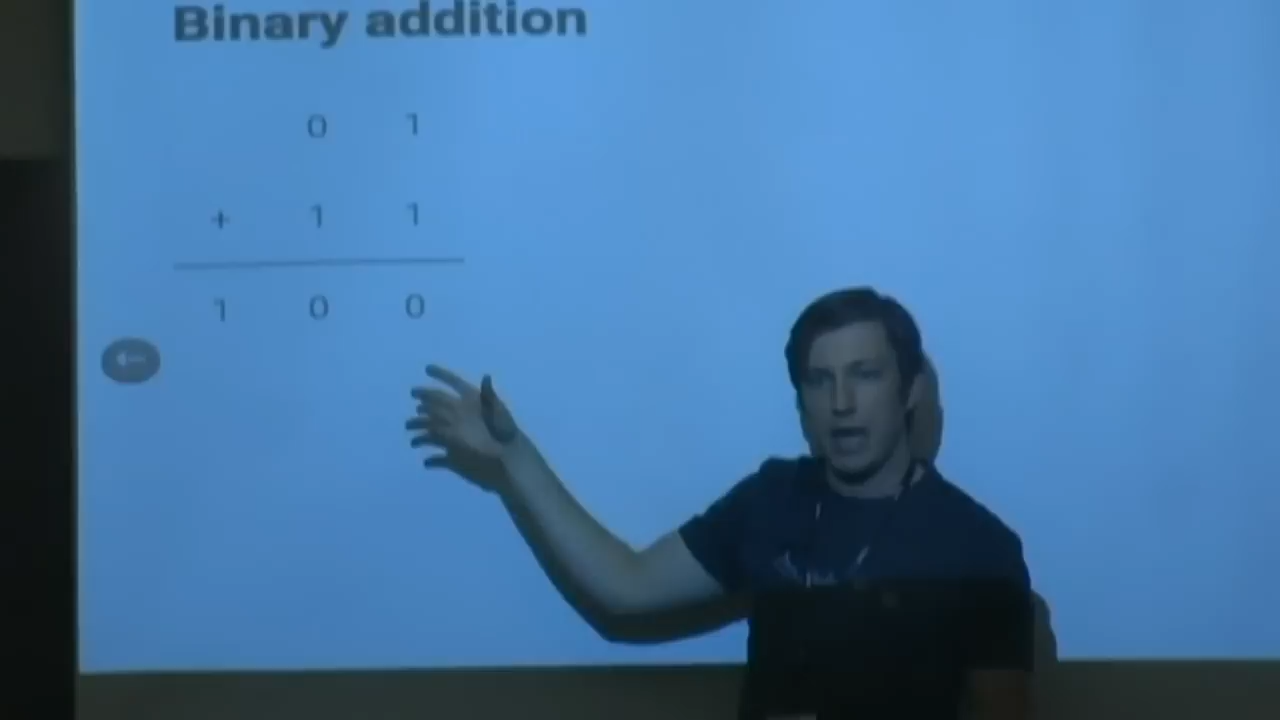 Binary addition
0 1
+ 1 1
1 0 0